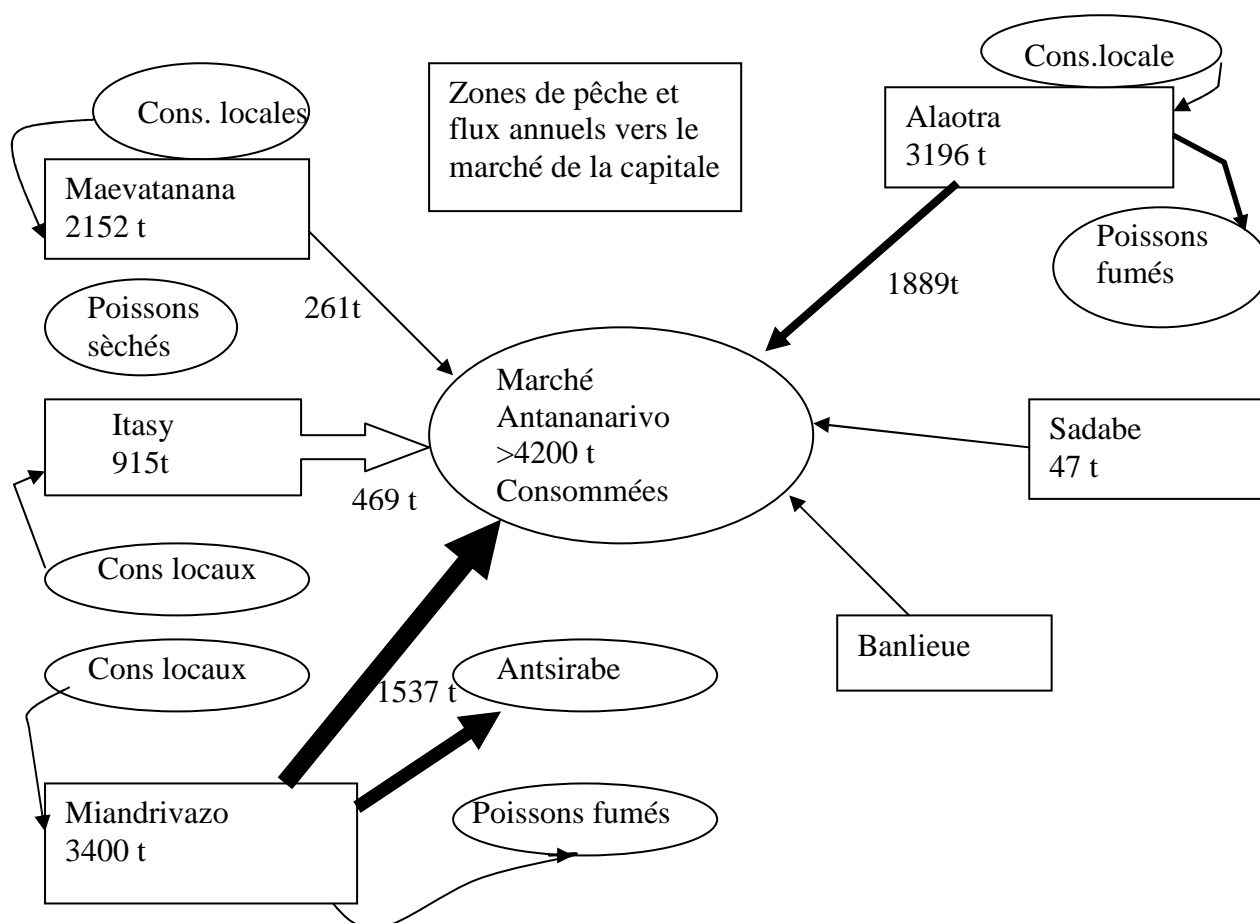 Cons.locale
Cons. locales
Zones de pêche et
flux annuels vers le
marché de la capitale
Alaotra
3196 t
Maevatanana
2152 t
Poissons
fumés
1889t
261t
Poissons
sèchés
Marché
Antananarivo
>4200 t
Consommées
Itasy
915t
469 t
Sadabe
47 t
Cons locaux
Banlieue
Cons locaux
Antsirabe
1537 t
Miandrivazo
3400 t
Poissons fumés